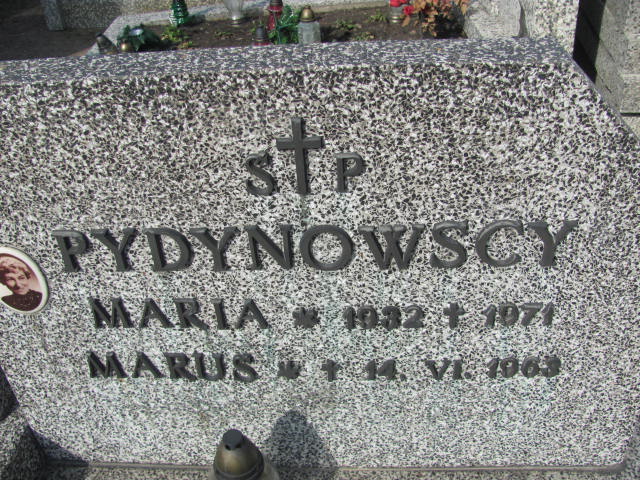 Ś † P
PYDYNOWSCY
MARIA * 1932 † 1971
MARUS * † 14. VI. 1963